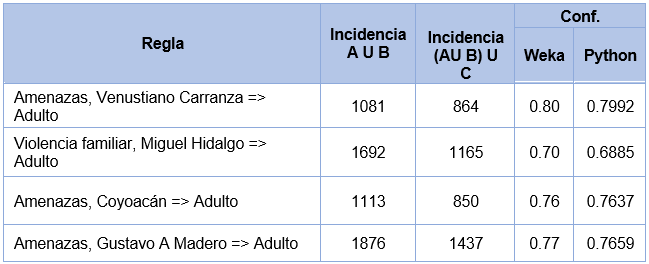 Regla
Incidencia
A U B
Incidencia
(AU B) U
C
Conf.
Weka
Python
Amenazas, Venustiano Carranza =>
Adulto
1081
864
0.80
0.7992
Violencia familiar, Miguel Hidalgo =>
Adulto
1692
1165
0.70
0.6885
Amenazas, Coyoacán => Adulto
1113
850
0.76
0.7637
Amenazas, Gustavo A Madero => Adulto
1876
1437
0.77
0.7659